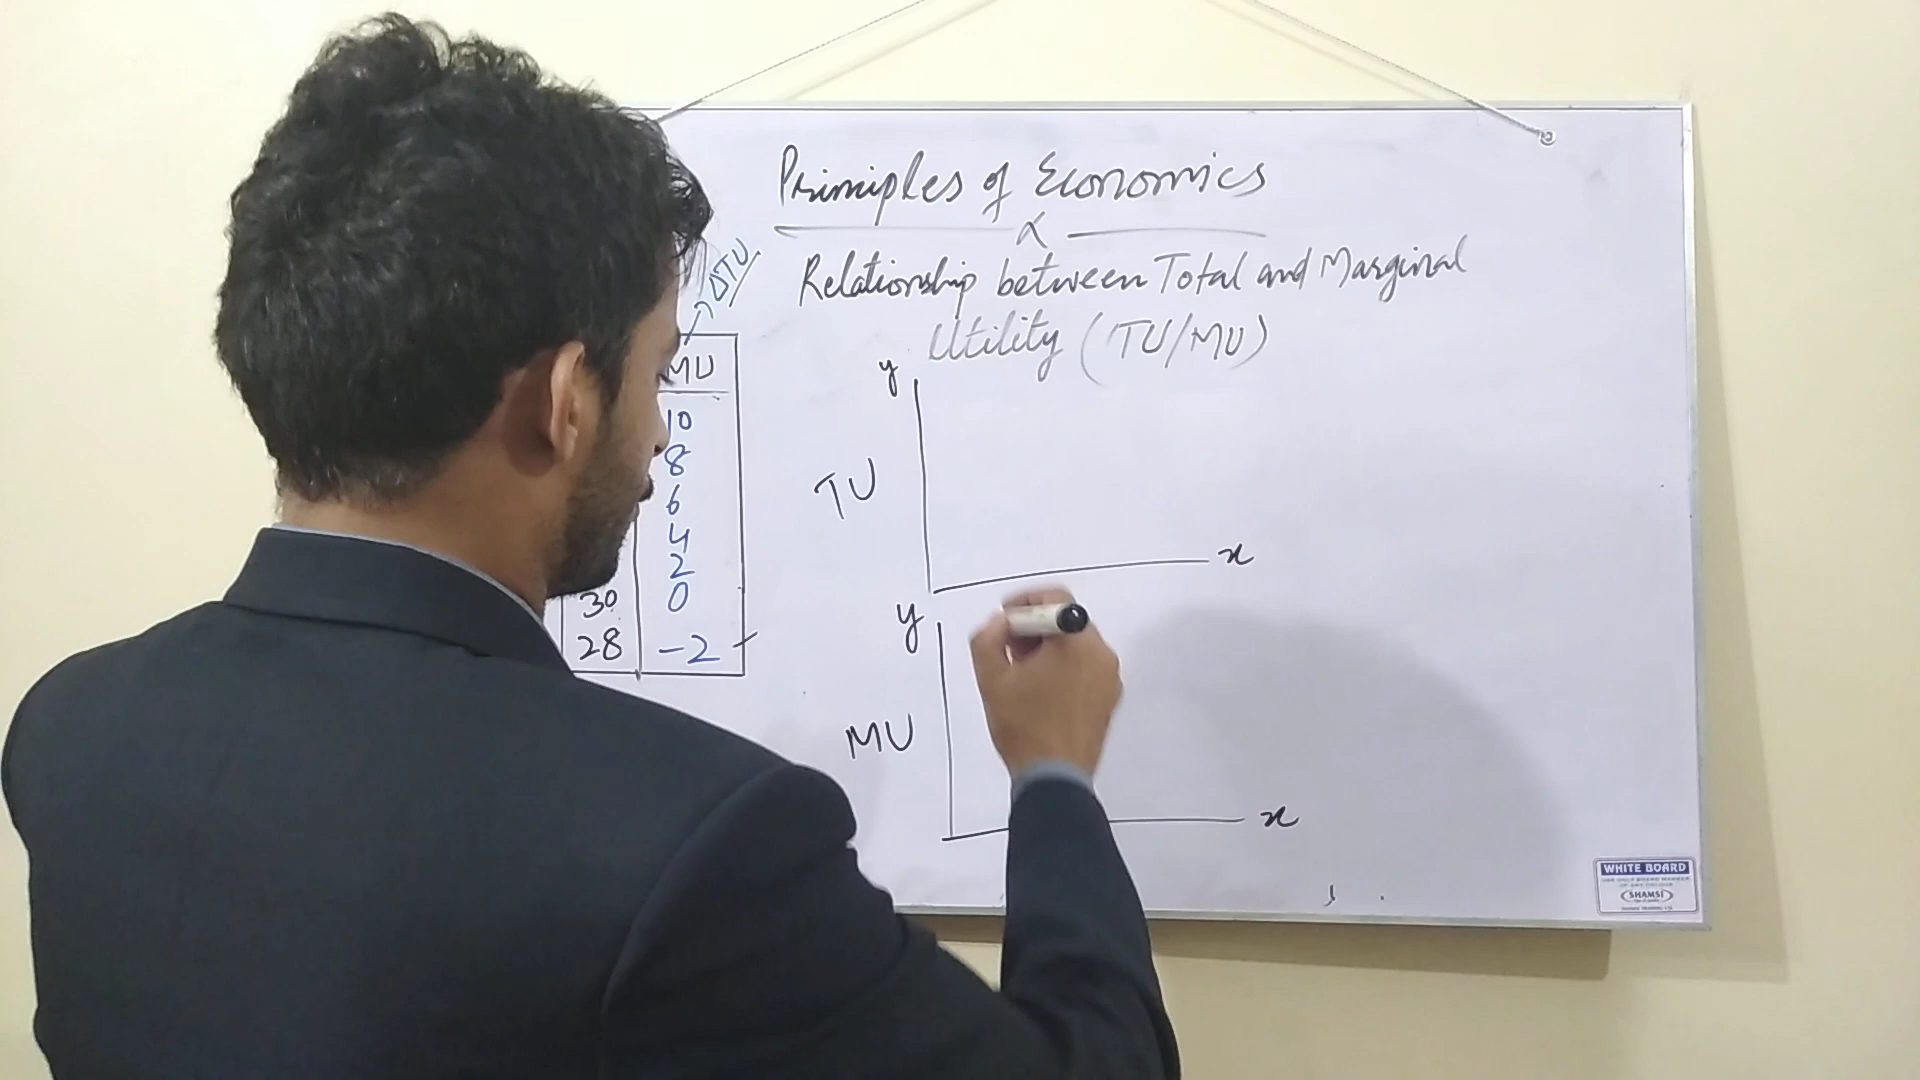 Principles of Economics
Relationship between Total and Marginal
Utility (TU/MU)
ΔTU
MU
10
8
6
4
2
30 0
28 -2
y
TU
x
y
MU
x
WHITE BOARD
SHAMSI